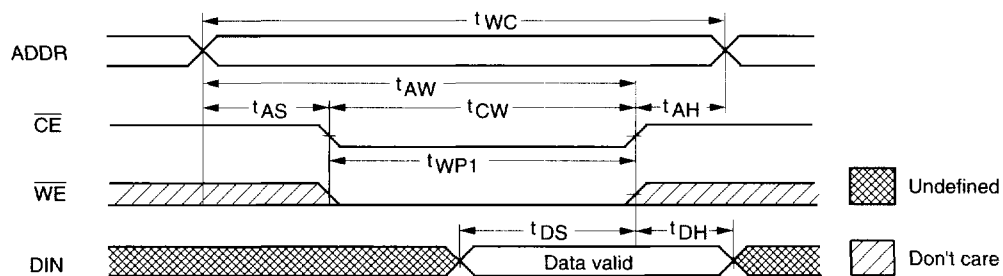 tWC
ADDR
tAW
tAS tCW tAH
CE
tWP1
WE
Undefined
tDS tDH
DIN Data valid Don't care